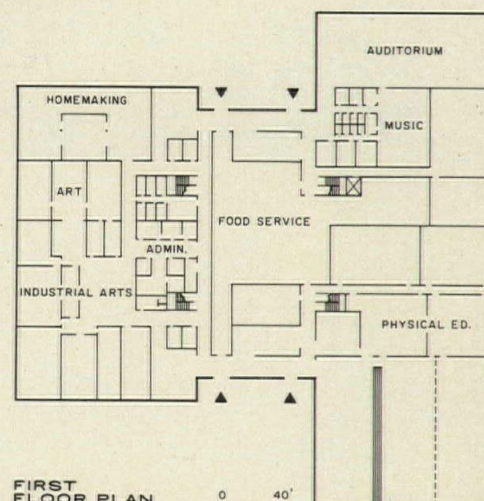 AUDITORIUM
HOMEMAKING
MUSIC
ART
FOOD SERVICE
ADMIN.
INDUSTRIAL ARTS
PHYSICAL ED.
FIRST
FLOOR PLAN
0 40'